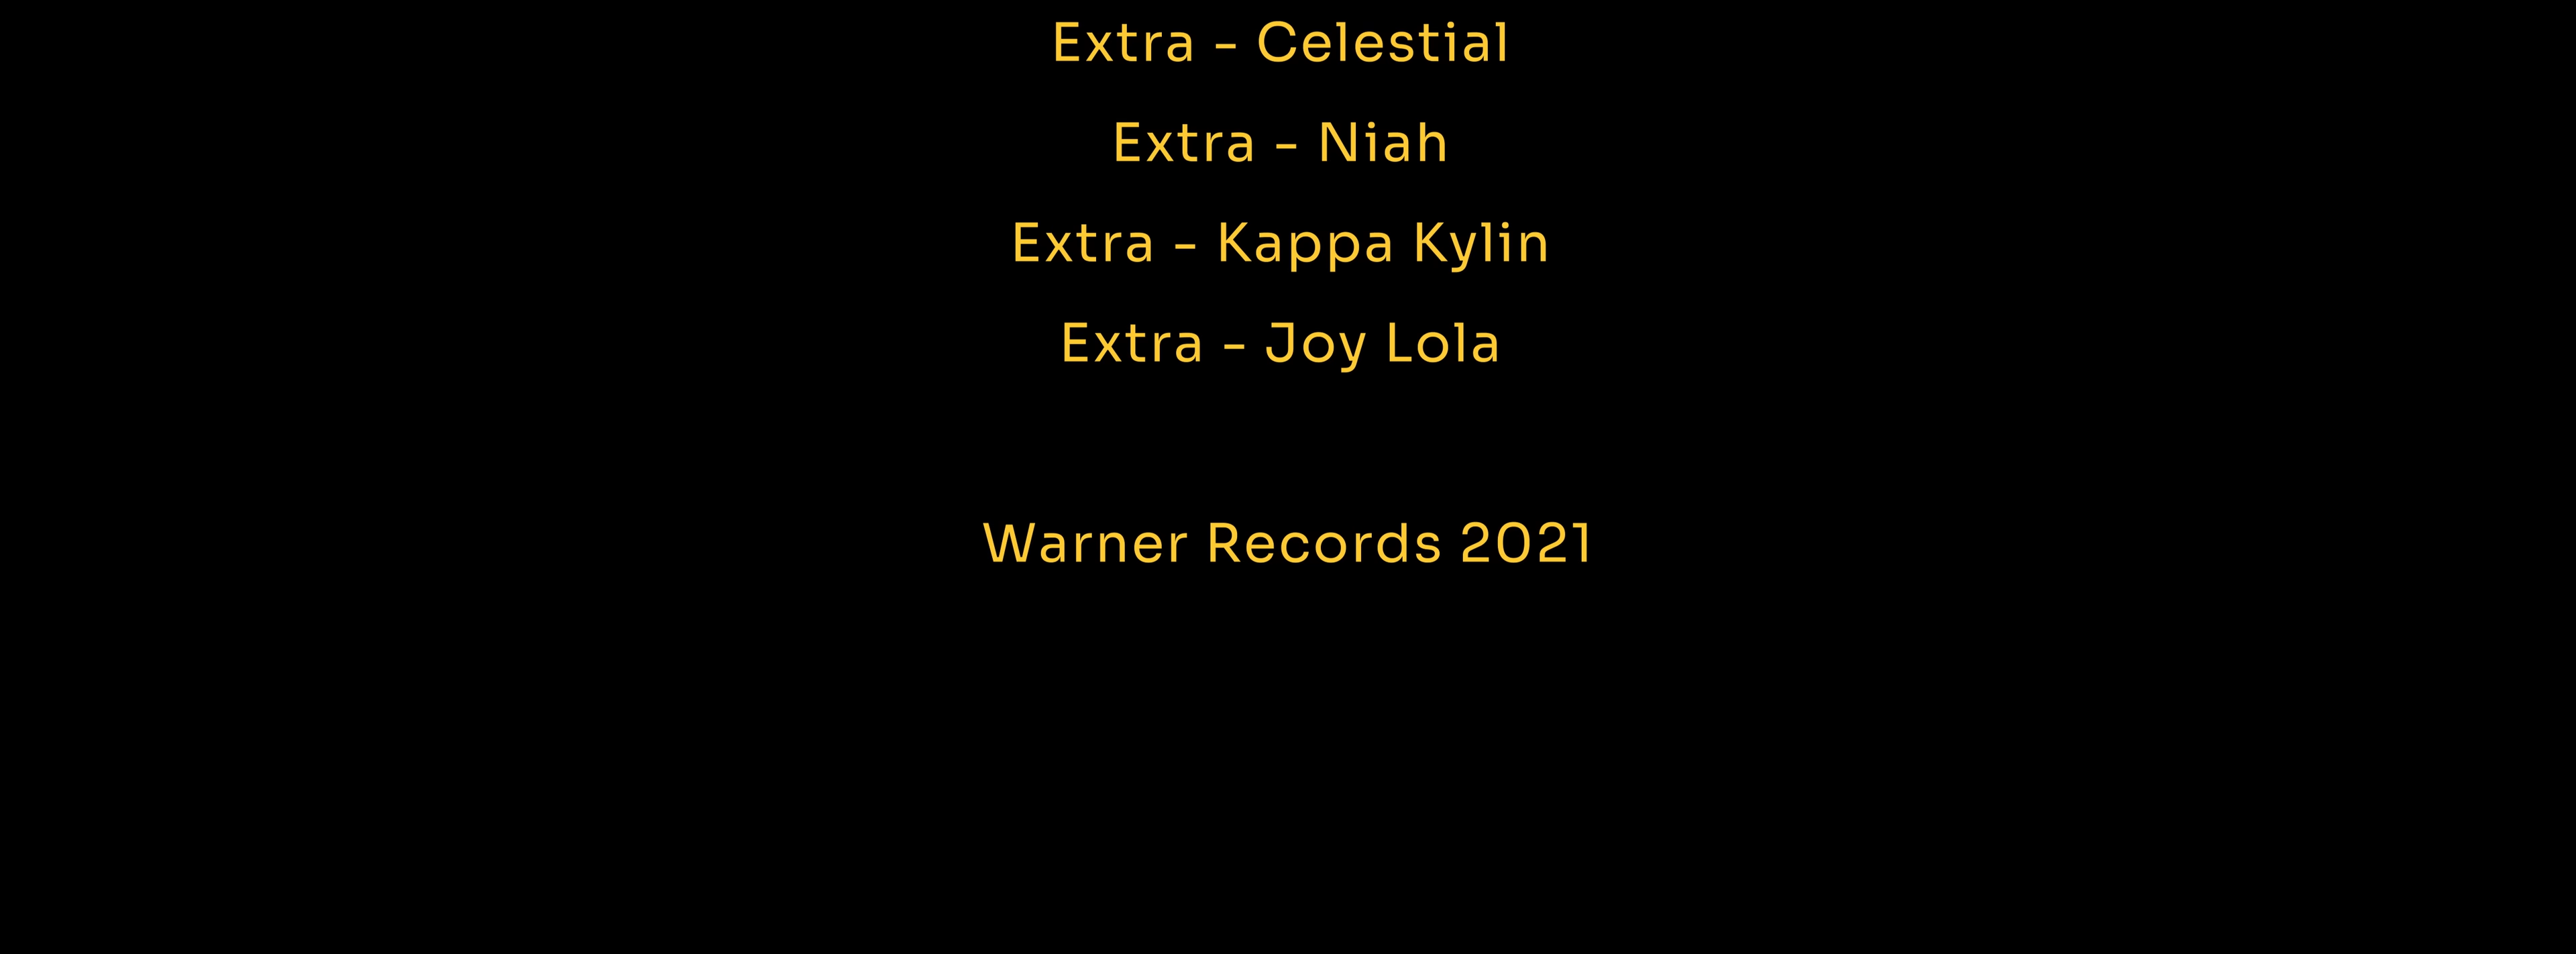 Extra - Celestial
Extra - Niah
Extra - Kappa Kylin
Extra - Joy Lola
Warner Records 2021